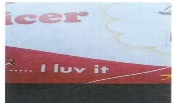 icer
..... I luv it